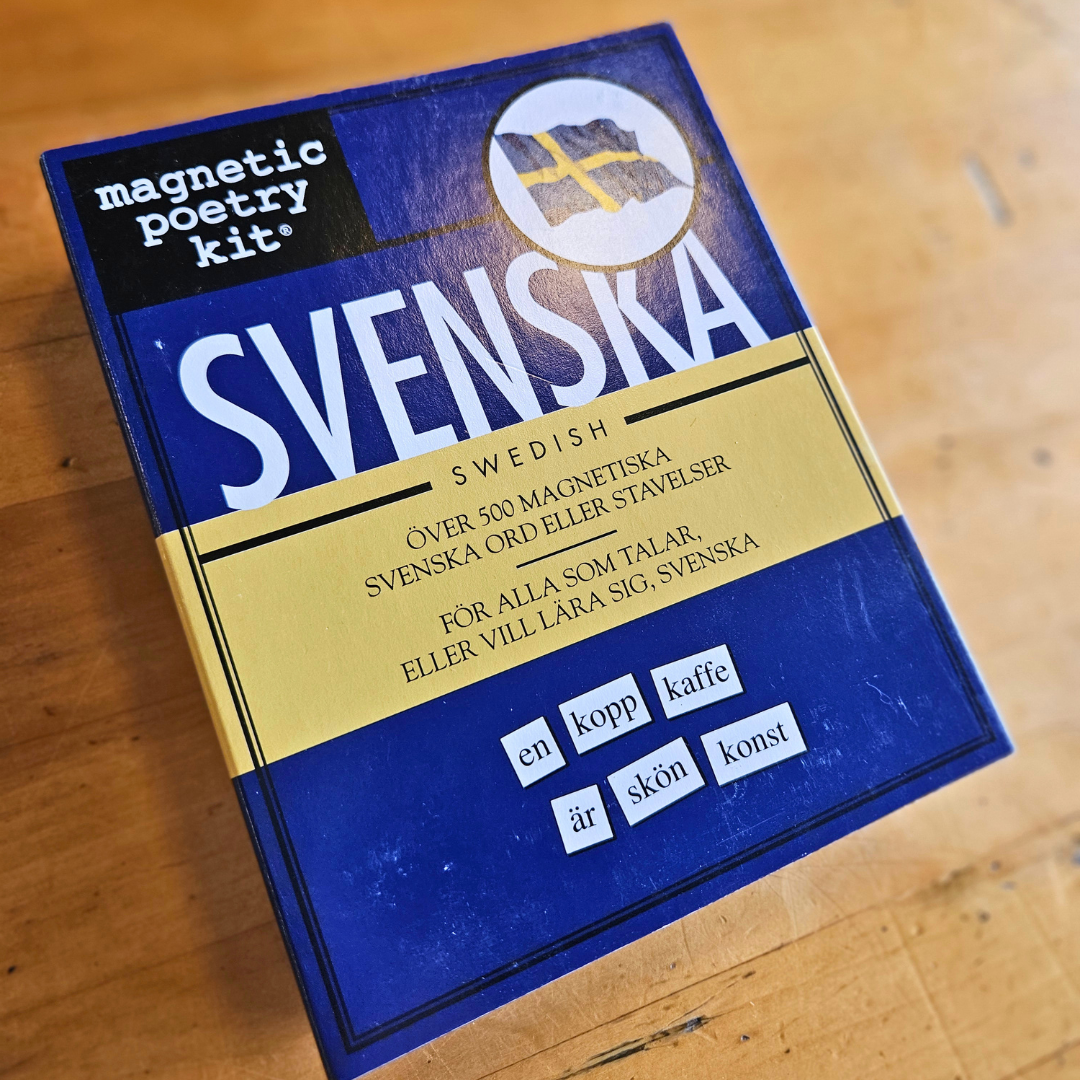 magnetic
poetry
kit®
SVENSKA
SWEDISH
ÖVER 500 MAGNETISKA
SVENSKA ORD ELLER STAVELSER
FÖR ALLA SOM TALAR,
ELLER VILL LÄRA SIG, SVENSKA
en kopp kaffe
är skön konst